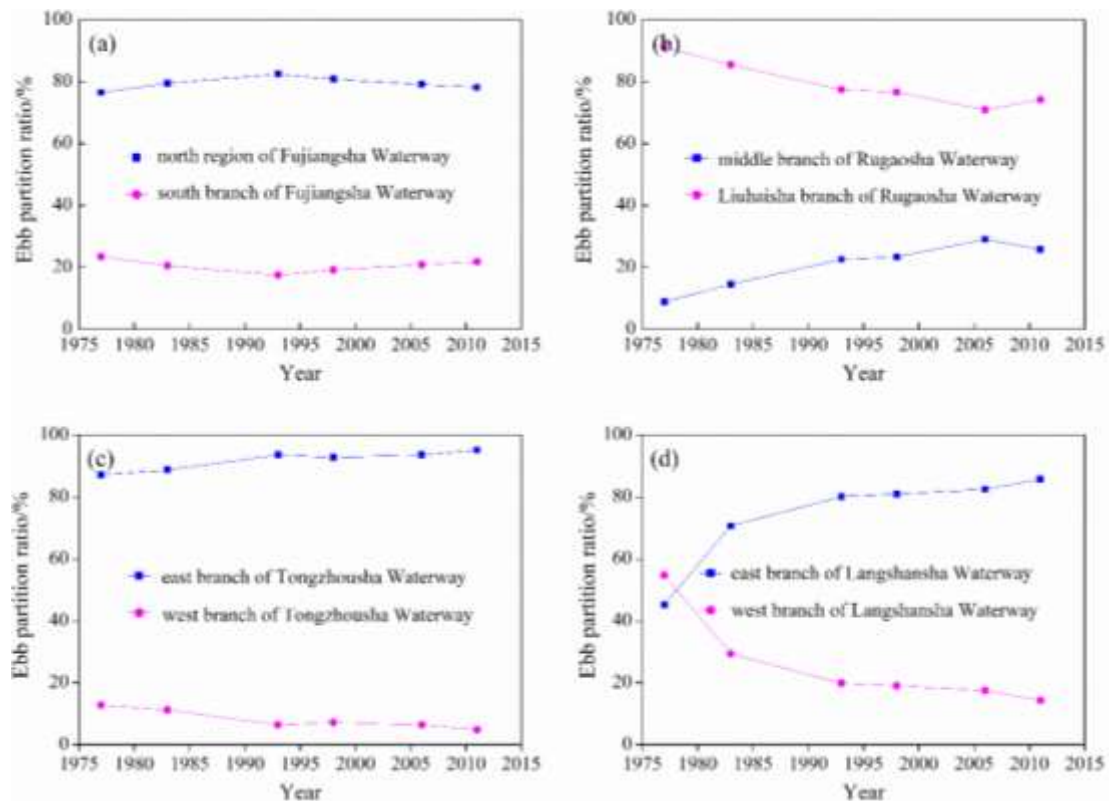 100
(a)
80
60
40
20
0
Ebb partition ratio/%
north region of Fujiangsha Waterway
south branch of Fujiangsha Waterway
1975 1980 1985 1990 1995 2000 2005 2010 2015
Year
100
(b)
80
60
40
20
0
Ebb partition ratio/%
middle branch of Rugaosha Waterway
Liuhaisha branch of Rugaosha Waterway
1975 1980 1985 1990 1995 2000 2005 2010 2015
Year
100
(c)
80
60
40
20
0
Ebb partition ratio/%
east branch of Tongzhousha Waterway
west branch of Tongzhousha Waterway
1975 1980 1985 1990 1995 2000 2005 2010 2015
Year
100
(d)
80
60
40
20
0
Ebb partition ratio/%
east branch of Langshansha Waterway
west branch of Langshansha Waterway
1975 1980 1985 1990 1995 2000 2005 2010 2015
Year